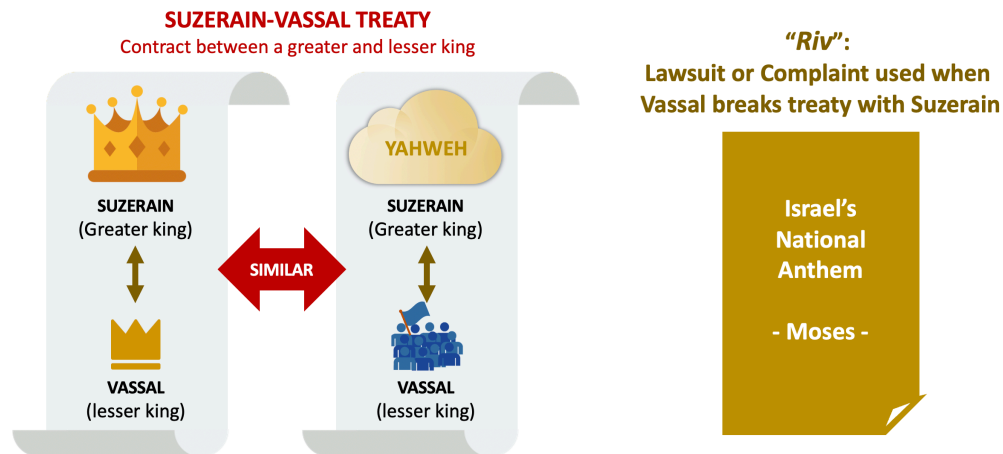 SUZERAIN-VASSAL TREATY
Contract between a greater and lesser king
SUZERAIN
(Greater king)
VASSAL
(lesser king)
SIMILAR
YAHWEH
SUZERAIN
(Greater king)
VASSAL
(lesser king)
“Riv”:
Lawsuit or Complaint used when
Vassal breaks treaty with Suzerain
Israel’s
National
Anthem
- Moses -